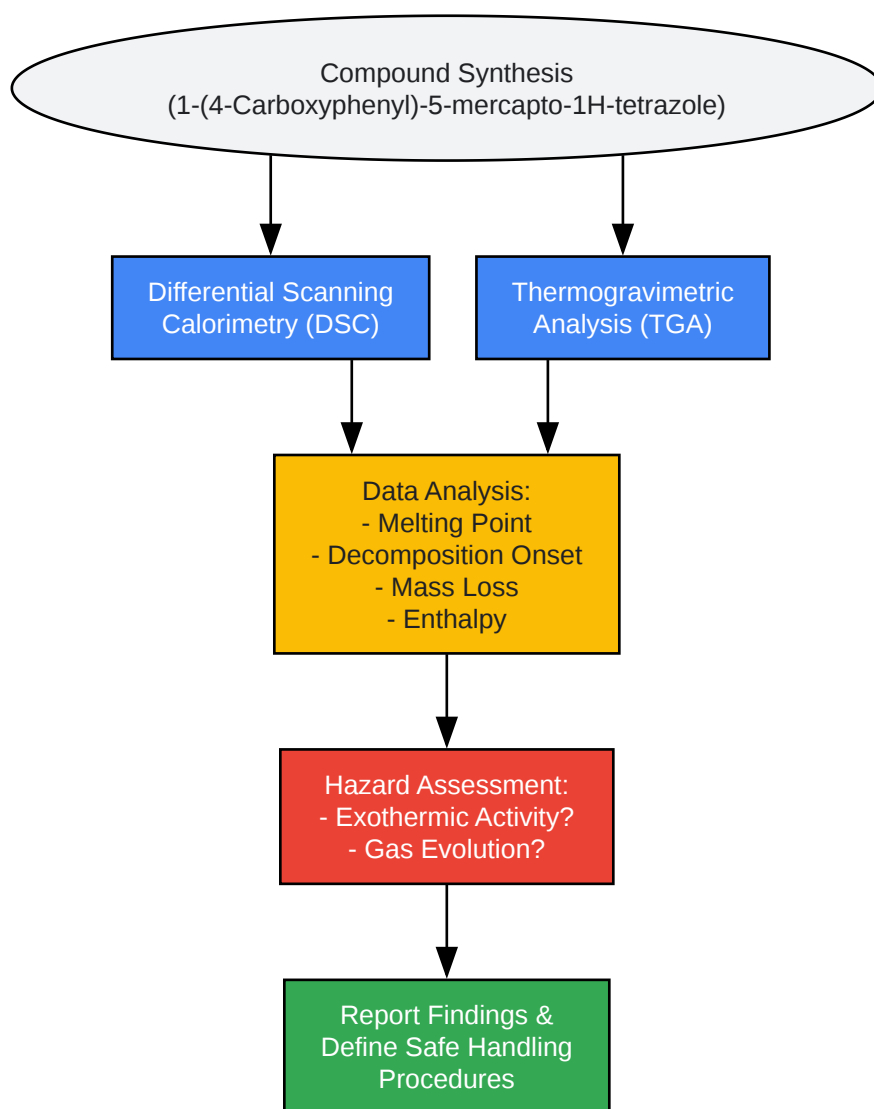 Compound Synthesis
(1-(4-Carboxyphenyl)-5-mercapto-1H-tetrazole)
Differential Scanning
Calorimetry (DSC)
Thermogravimetric
Analysis (TGA)
Data Analysis:
- Melting Point
- Decomposition Onset
- Mass Loss
- Enthalpy
Hazard Assessment:
- Exothermic Activity?
- Gas Evolution?
Report Findings &
Define Safe Handling
Procedures